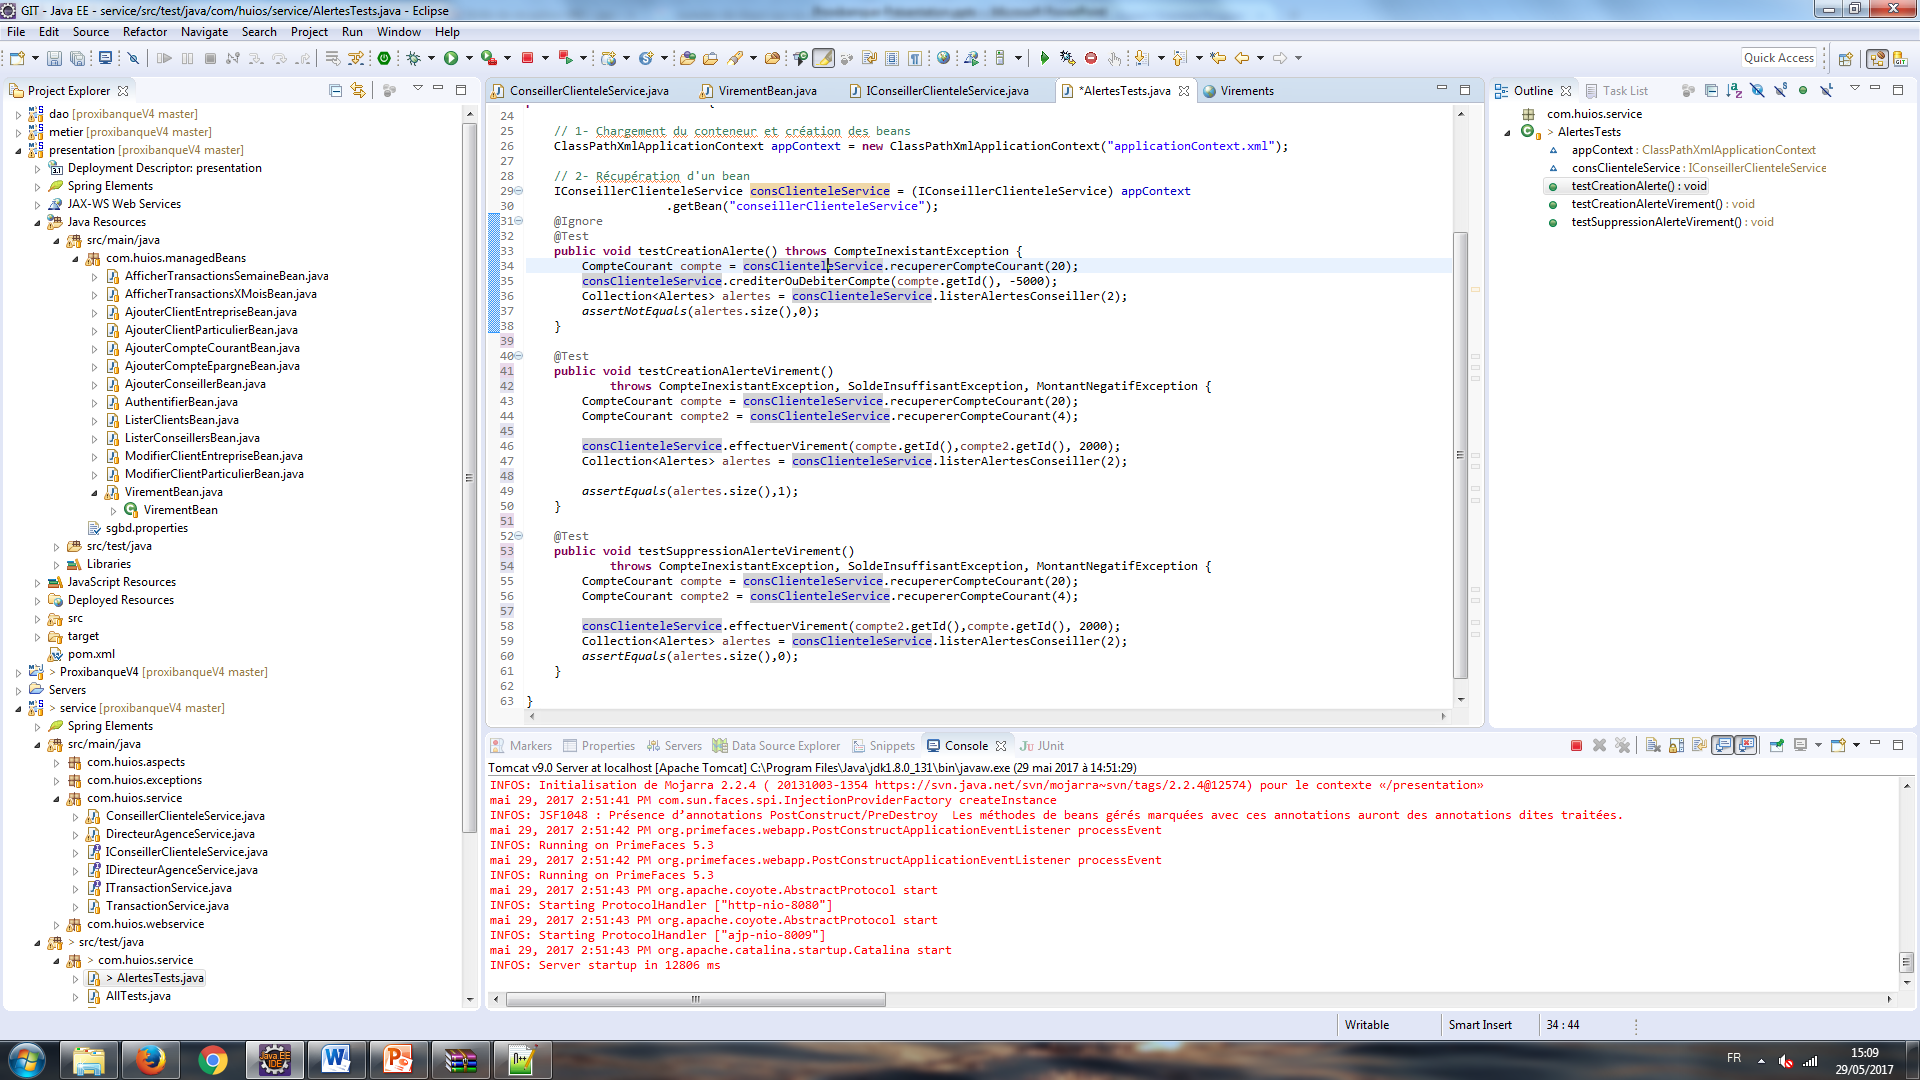 GIT - Java EE - service/src/test/java/com/huios/service/AlertesTests.java - Eclipse
File Edit Source Refactor Navigate Search Project Run Window Help
Quick Access
Project Explorer
dao [proxibanqueV4 master]
metier [proxibanqueV4 master]
presentation [proxibanqueV4 master]
Deployment Descriptor: presentation
Spring Elements
JAX-WS Web Services
Java Resources
src/main/java
com.huios.managedBeans
AfficherTransactionsSemaineBean.java
AfficherTransactionsXMoisBean.java
AjouterClientEntrepriseBean.java
AjouterClientParticulierBean.java
AjouterCompteCourantBean.java
AjouterCompteEpargneBean.java
AjouterConseillerBean.java
AuthentifierBean.java
ListerClientsBean.java
ListerConseillersBean.java
ModifierClientEntrepriseBean.java
ModifierClientParticulierBean.java
VirementBean.java
VirementBean
sgbd.properties
src/test/java
Libraries
JavaScript Resources
Deployed Resources
src
target
pom.xml
> ProxibanqueV4 [proxibanqueV4 master]
Servers
> service [proxibanqueV4 master]
Spring Elements
src/main/java
com.huios.aspects
com.huios.exceptions
com.huios.service
ConseillerClienteleService.java
DirecteurAgenceService.java
IConseillerClienteleService.java
IDirecteurAgenceService.java
ITransactionService.java
TransactionService.java
com.huios.webservice
> src/test/java
> com.huios.service
> AlertesTests.java
AllTests.java
ConseillerClienteleService.java VirementBean.java IConseillerClienteleService.java *AlertesTests.java Virements
24
25 // 1- Chargement du conteneur et création des beans
26 ClassPathXmlApplicationContext appContext = new ClassPathXmlApplicationContext("applicationContext.xml");
27
28 // 2- Récupération d'un bean
29 IConseillerClienteleService consClienteleService = (IConseillerClienteleService) appContext
30 .getBean("conseillerClienteleService");
31 @Ignore
32 @Test
33 public void testCreationAlerte() throws CompteInexistantException {
34 CompteCourant compte = consClienteleService.recupererCompteCourant(20);
35 consClienteleService.crediterOuDebiterCompte(compte.getId(), -5000);
36 Collection<Alertes> alertes = consClienteleService.listerAlertesConseiller(2);
37 assertNotEquals(alertes.size(),0);
38 }
39
40 @Test
41 public void testCreationAlerteVirement()
42 throws CompteInexistantException, SoldeInsuffisantException, MontantNegatifException {
43 CompteCourant compte = consClienteleService.recupererCompteCourant(20);
44 CompteCourant compte2 = consClienteleService.recupererCompteCourant(4);
45
46 consClienteleService.effectuerVirement(compte.getId(),compte2.getId(), 2000);
47 Collection<Alertes> alertes = consClienteleService.listerAlertesConseiller(2);
48
49 assertEquals(alertes.size(),1);
50 }
51
52 @Test
53 public void testSuppressionAlerteVirement()
54 throws CompteInexistantException, SoldeInsuffisantException, MontantNegatifException {
55 CompteCourant compte = consClienteleService.recupererCompteCourant(20);
56 CompteCourant compte2 = consClienteleService.recupererCompteCourant(4);
57
58 consClienteleService.effectuerVirement(compte2.getId(),compte.getId(), 2000);
59 Collection<Alertes> alertes = consClienteleService.listerAlertesConseiller(2);
60 assertEquals(alertes.size(),0);
61 }
62
63 }
Outline Task List
com.huios.service
> AlertesTests
appContext : ClassPathXmlApplicationContext
consClienteleService : IConseillerClienteleService
testCreationAlerte() : void
testCreationAlerteVirement() : void
testSuppressionAlerteVirement() : void
Markers Properties Servers Data Source Explorer Snippets Console JUnit
Tomcat v9.0 Server at localhost [Apache Tomcat] C:\Program Files\Java\jdk1.8.0_131\bin\javaw.exe (29 mai 2017 à 14:51:29)
INFOS: Initialisation de Mojarra 2.2.4 ( 20131003-1354 https://svn.java.net/svn/mojarra~svn/tags/2.2.4@12574) pour le contexte «/presentation»
mai 29, 2017 2:51:41 PM com.sun.faces.spi.InjectionProviderFactory createInstance
INFOS: JSF1048 : Présence d’annotations PostConstruct/PreDestroy Les méthodes de beans gérés marquées avec ces annotations auront des annotations dites traitées.
mai 29, 2017 2:51:42 PM org.primefaces.webapp.PostConstructApplicationEventListener processEvent
INFOS: Running on PrimeFaces 5.3
mai 29, 2017 2:51:42 PM org.primefaces.webapp.PostConstructApplicationEventListener processEvent
INFOS: Running on PrimeFaces 5.3
mai 29, 2017 2:51:43 PM org.apache.coyote.AbstractProtocol start
INFOS: Starting ProtocolHandler ["http-nio-8080"]
mai 29, 2017 2:51:43 PM org.apache.coyote.AbstractProtocol start
INFOS: Starting ProtocolHandler ["ajp-nio-8009"]
mai 29, 2017 2:51:43 PM org.apache.catalina.startup.Catalina start
INFOS: Server startup in 12806 ms
Writable Smart Insert 34 : 44
FR
15:09
29/05/2017